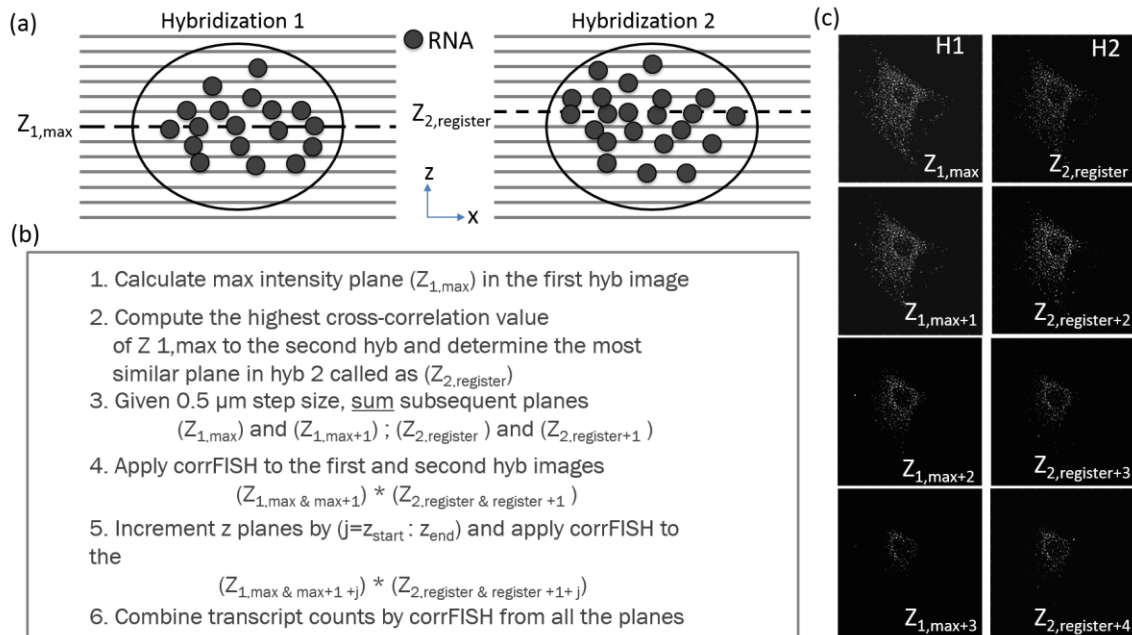 (a)
Hybridization 1
RNA
Hybridization 2
Z1,max
Z2,register
z
x
(b)
1. Calculate max intensity plane (Z1,max) in the first hyb image
2. Compute the highest cross-correlation value
of Z 1,max to the second hyb and determine the most
similar plane in hyb 2 called as (Z2,register)
3. Given 0.5 µm step size, sum subsequent planes
(Z1,max) and (Z1,max+1) ; (Z2,register ) and (Z2,register+1 )
4. Apply corrFISH to the first and second hyb images
(Z1,max & max+1) * (Z2,register & register +1 )
5. Increment z planes by (j=zstart : zend) and apply corrFISH to
the
(Z1,max & max+1 +j) * (Z2,register & register +1+ j)
6. Combine transcript counts by corrFISH from all the planes
(c)
H1
H2
Z1,max
Z2,register
Z1,max+1
Z2,register+2
Z1,max+2
Z2,register+3
Z1,max+3
Z2,register+4